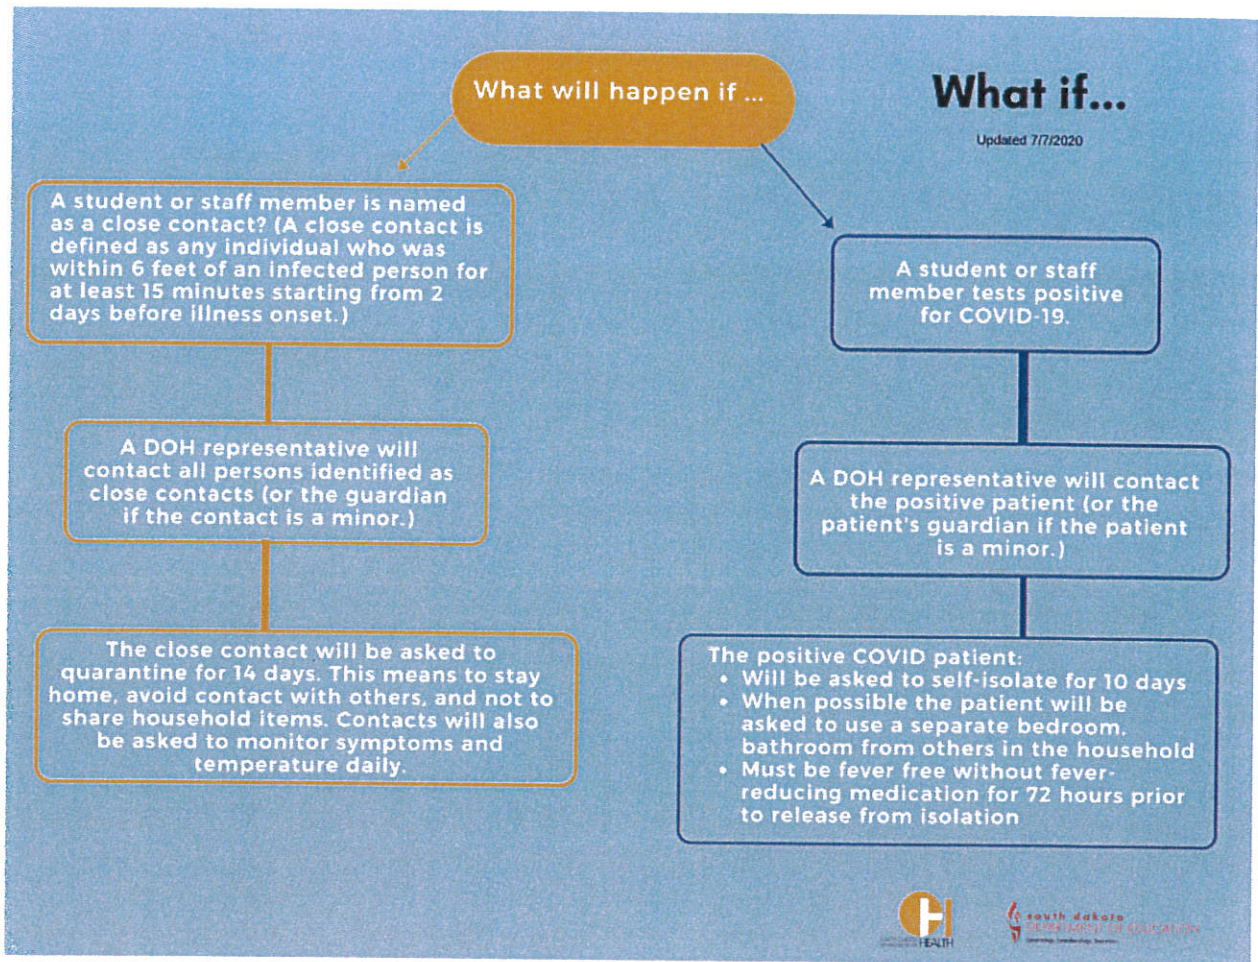 What will happen if ...
What if...
Updated 7/7/2020
A student or staff member is named
as a close contact? (A close contact is
defined as any individual who was
within 6 feet of an infected person for
at least 15 minutes starting from 2
days before illness onset.)
A DOH representative will
contact all persons identified as
close contacts (or the guardian
if the contact is a minor.)
The close contact will be asked to
quarantine for 14 days. This means to stay
home, avoid contact with others, and not to
share household items. Contacts will also
be asked to monitor symptoms and
temperature daily.
A student or staff
member tests positive
for COVID-19.
A DOH representative will contact
the positive patient (or the
patient's guardian if the patient
is a minor.)
The positive COVID patient:
• Will be asked to self-isolate for 10 days
• When possible the patient will be
asked to use a separate bedroom,
bathroom from others in the household
• Must be fever free without fever-
reducing medication for 72 hours prior
to release from isolation
HEALTH
south dakota
DEPARTMENT OF EDUCATION
Learning. Leadership. Service.